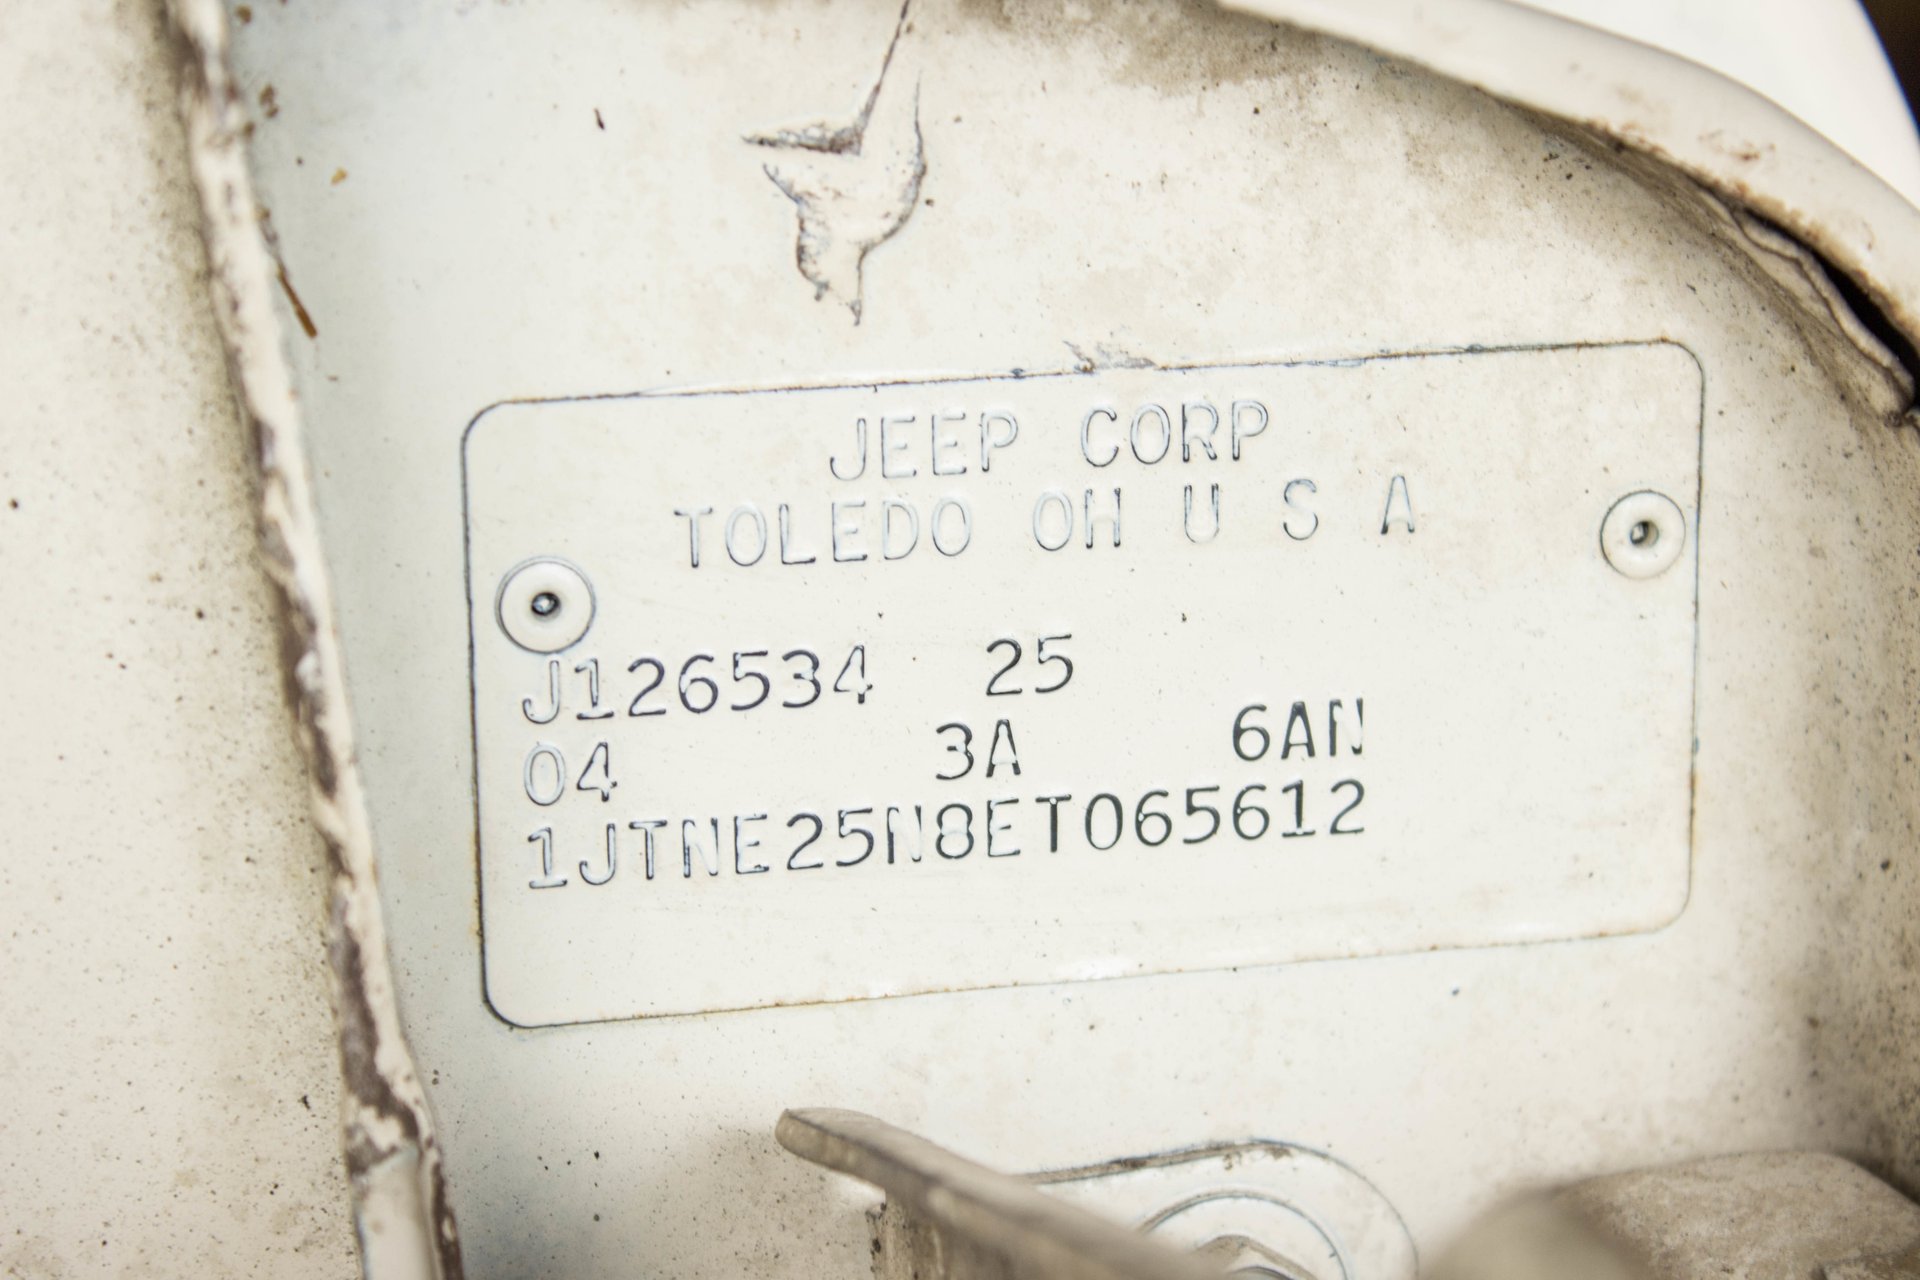 JEEP CORP
TOLEDO OH U S A
J126534 25
04 3A 6AN
1JTNE25N8ET065612